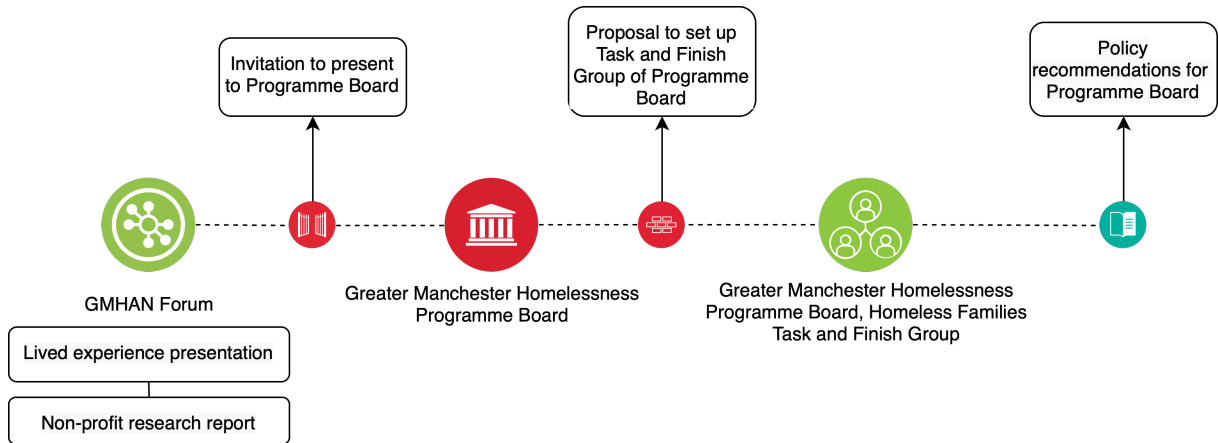 Invitation to present
to Programme Board
Proposal to set up
Task and Finish
Group of Programme
Board
Policy
recommendations for
Programme Board
GMHAN Forum
Lived experience presentation
Non-profit research report
Greater Manchester Homelessness
Programme Board
Greater Manchester Homelessness
Programme Board, Homeless Families
Task and Finish Group